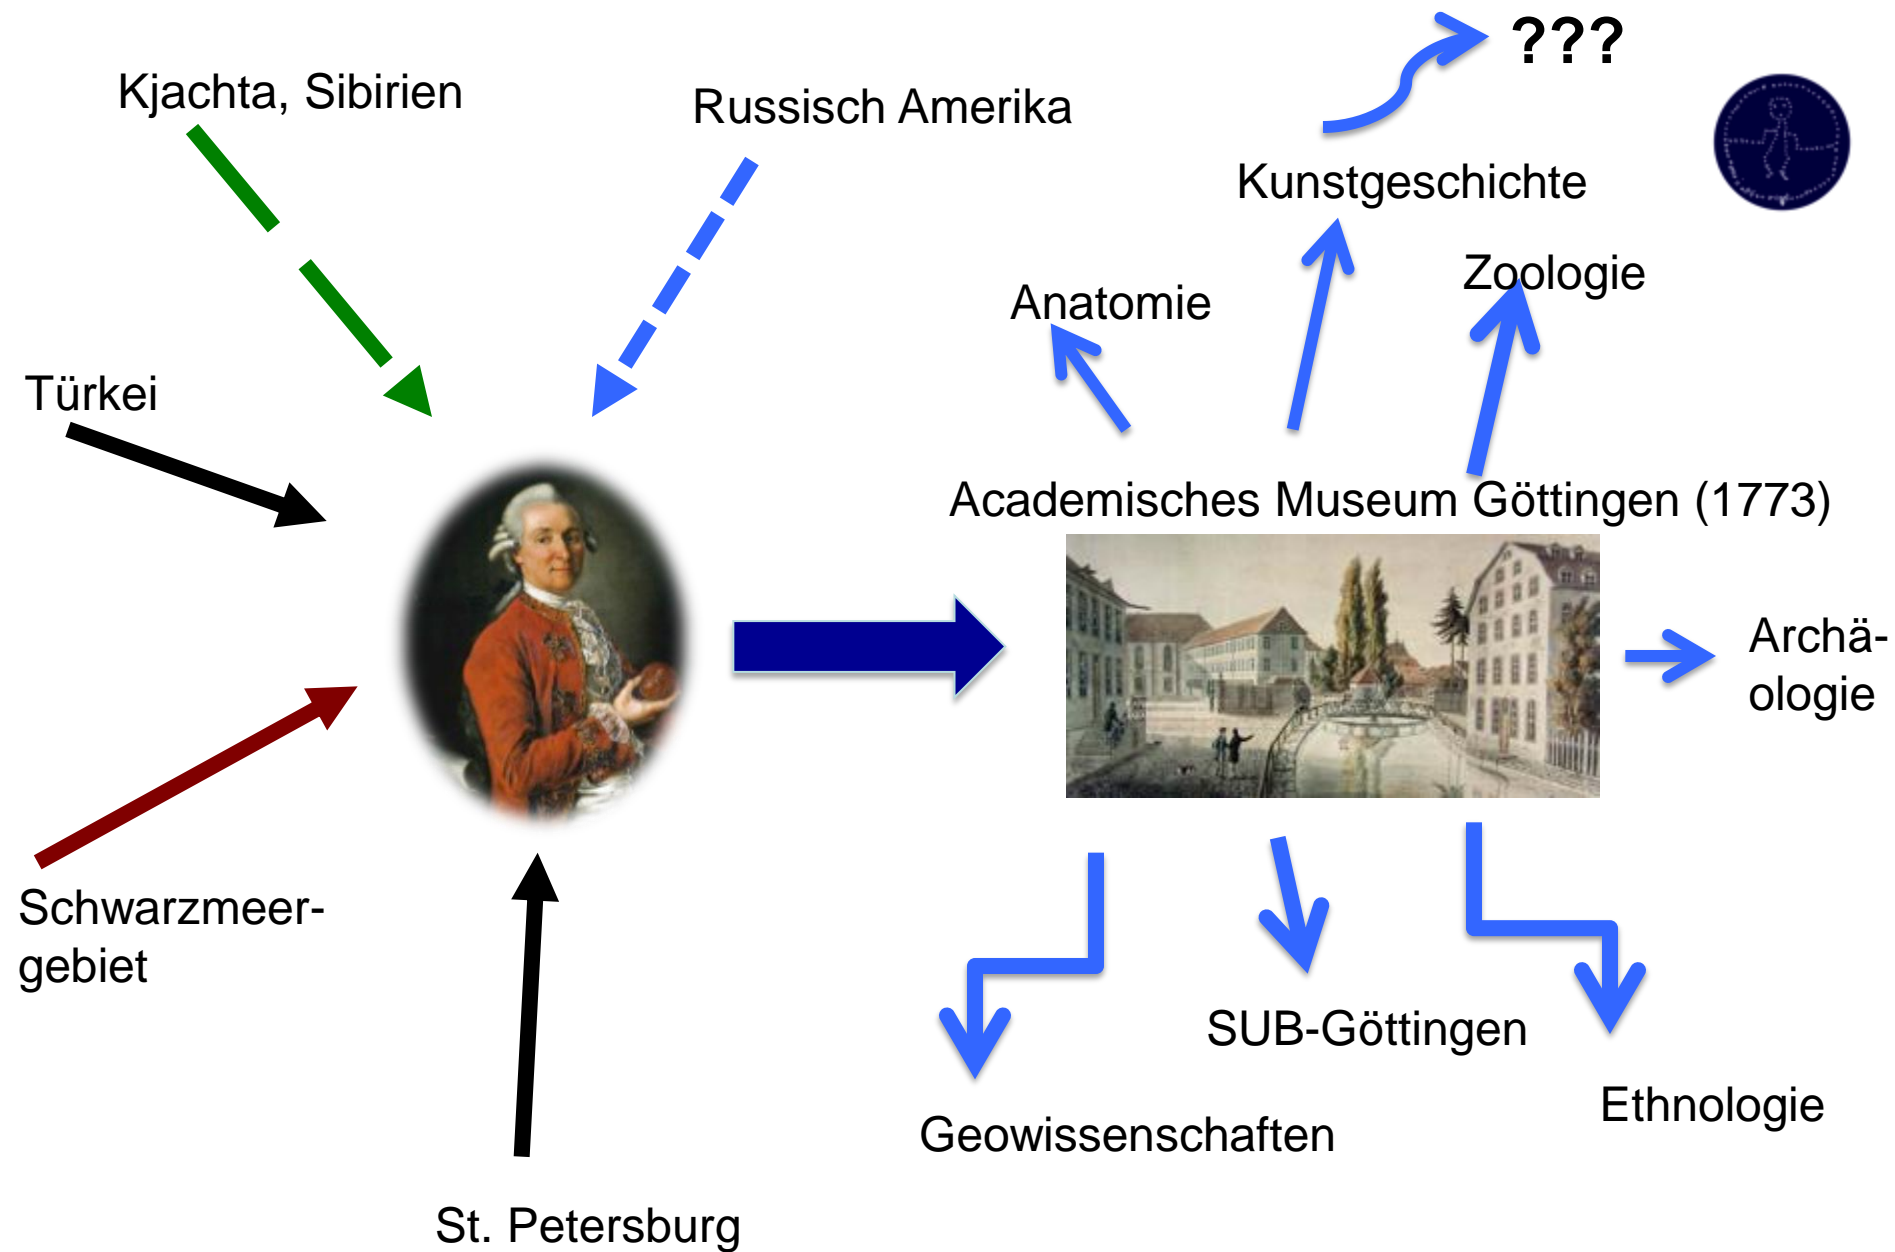 ???
Kjachta, Sibirien
Russisch Amerika
Kunstgeschichte
Zoologie
Anatomie
Türkei
Academisches Museum Göttingen (1773)
Archä-
ologie
Schwarzmeer-
gebiet
SUB-Göttingen
Ethnologie
Geowissenschaften
St. Petersburg